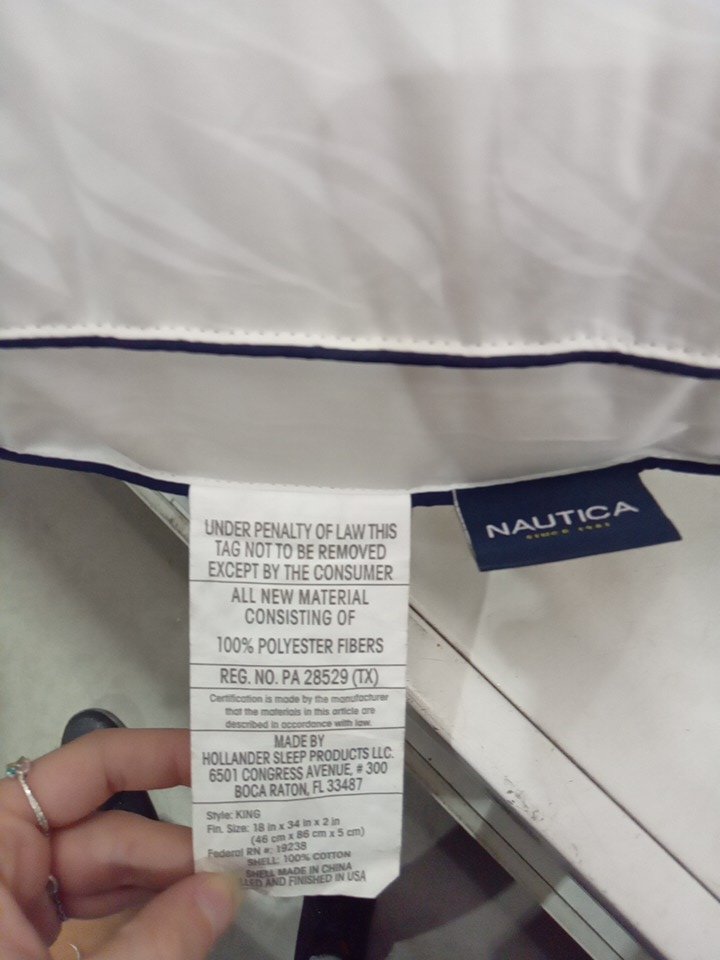 UNDER PENALTY OF LAW THIS
TAG NOT TO BE REMOVED
EXCEPT BY THE CONSUMER
ALL NEW MATERIAL
CONSISTING OF
100% POLYESTER FIBERS
REG. NO. PA 28529 (TX)
Certification is made by the manufacturer
that the materials in this article are
described in accordance with law.
MADE BY
HOLLANDER SLEEP PRODUCTS LLC.
6501 CONGRESS AVENUE, # 300
BOCA RATON, FL 33487
Style: KING
Fin. Size: 18 in x 34 in x 2 in
(46 cm x 86 cm x 5 cm)
Federal RN #: 19238
SHELL: 100% COTTON
SHELL MADE IN CHINA
AND FINISHED IN USA
NAUTICA
SINCE 1983